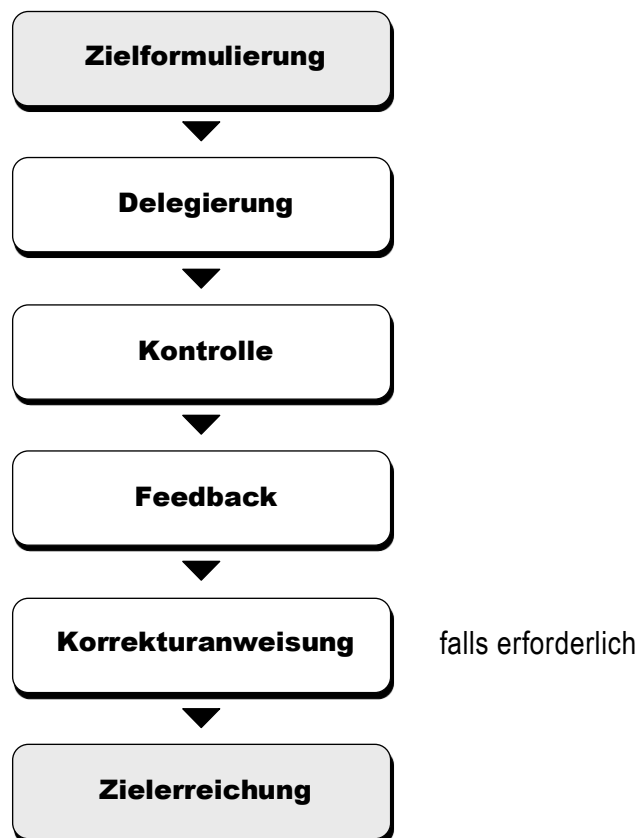 Zielformulierung
Delegierung
Kontrolle
Feedback
Korrekturanweisung falls erforderlich
Zielerreichung